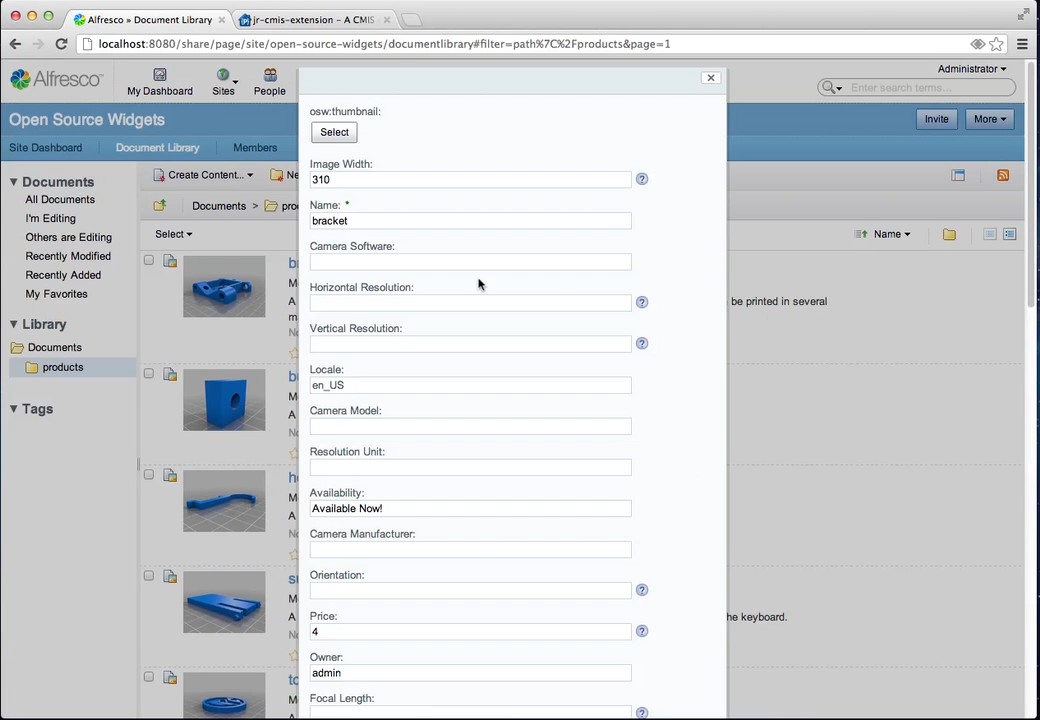 Alfresco » Document Library
jr-cmis-extension – A CMIS
localhost:8080/share/page/site/open-source-widgets/documentlibrary#filter=path%7C%2Fproducts&page=1
Alfresco
My Dashboard
Sites
People
Administrator
Enter search terms...
Open Source Widgets
Invite
More
Site Dashboard
Document Library
Members
Documents
All Documents
I'm Editing
Others are Editing
Recently Modified
Recently Added
My Favorites
Library
Documents
products
Tags
Create Content...
Documents >
Select
Name
be printed in several
the keyboard.
osw:thumbnail:
Select
Image Width:
310
Name: *
bracket
Camera Software:
Horizontal Resolution:
Vertical Resolution:
Locale:
en_US
Camera Model:
Resolution Unit:
Availability:
Available Now!
Camera Manufacturer:
Orientation:
Price:
4
Owner:
admin
Focal Length: